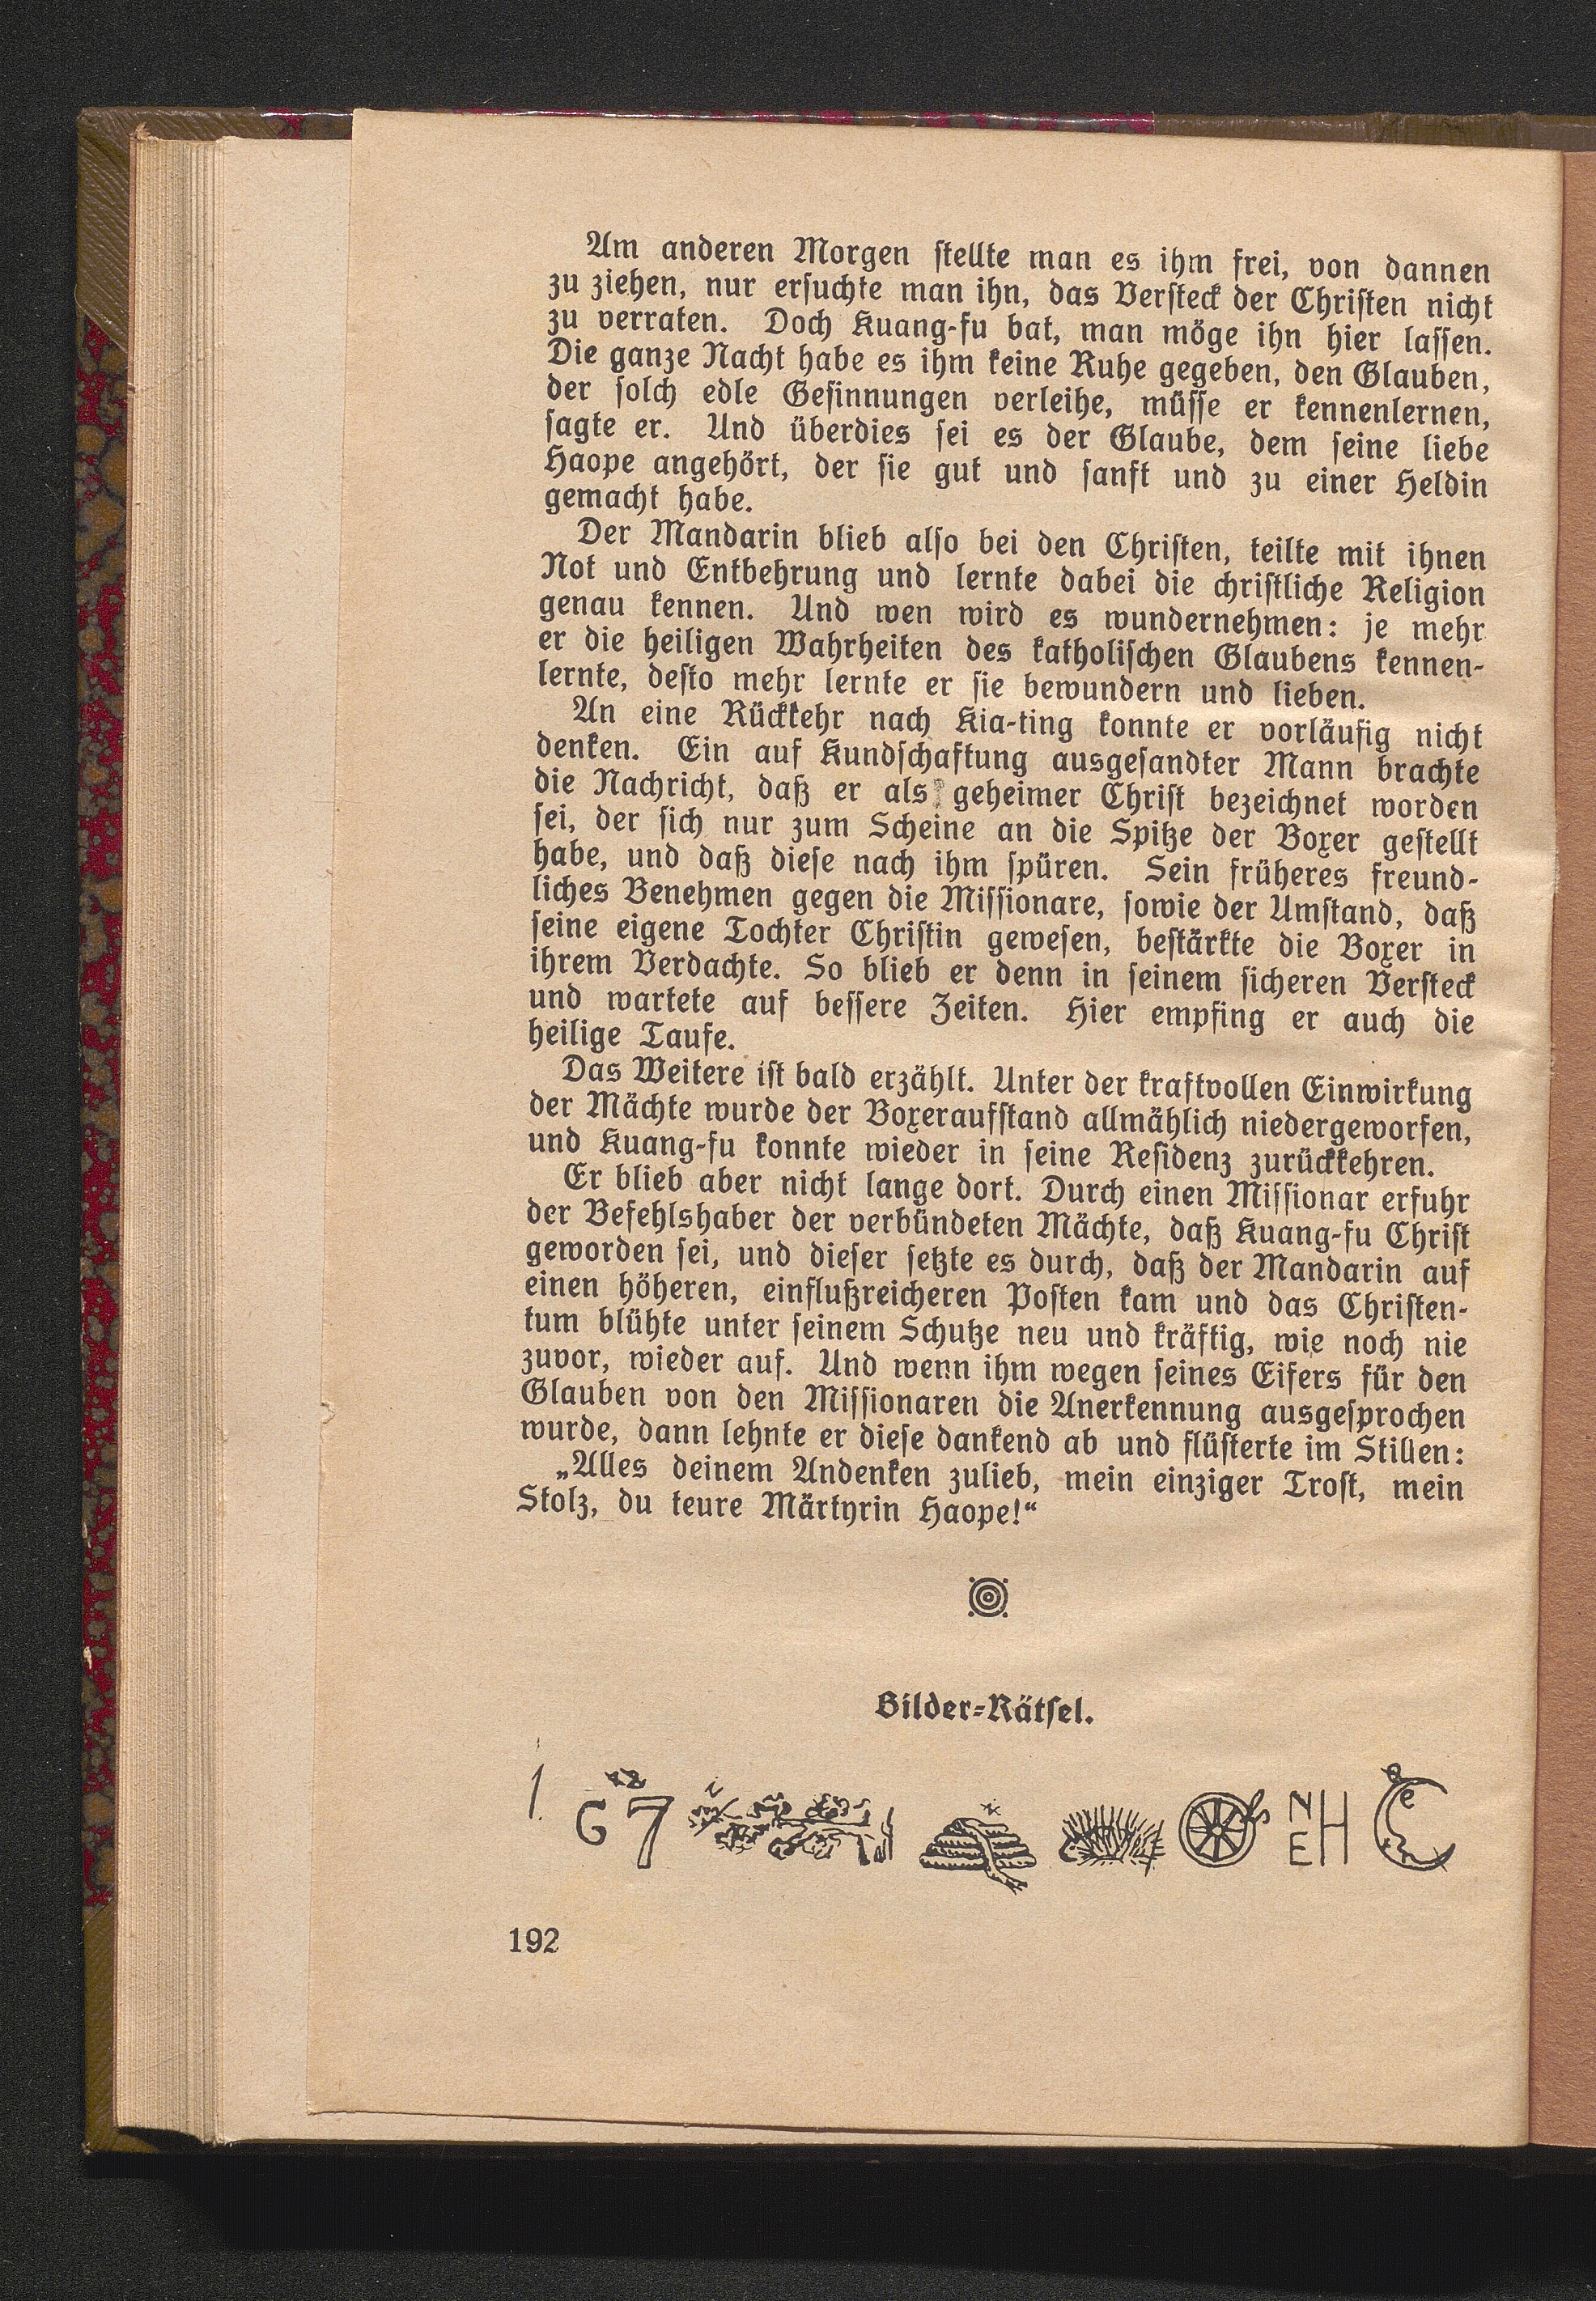 Am anderen Morgen stellte man es ihm frei, von dannen
zu ziehen, nur ersuchte man ihn, das Versteck der Christen nicht
zu verraten. Doch Kuang-fu bat, man möge ihn hier lassen.
Die ganze Nacht habe es ihm keine Ruhe gegeben, den Glauben,
der solch edle Gesinnungen verleihe, müsse er kennenlernen,
sagte er. Und überdies sei es der Glaube, dem seine liebe
Haope angehört, der sie gut und sanft und zu einer Heldin
gemacht habe.
Der Mandarin blieb also bei den Christen, teilte mit ihnen
Not und Entbehrung und lernte dabei die christliche Religion
genau kennen. Und wen wird es wundernehmen: je mehr
er die heiligen Wahrheiten des katholischen Glaubens kennen-
lernte, desto mehr lernte er sie bewundern und lieben.
An eine Rückkehr nach Kia-ting konnte er vorläufig nicht
denken. Ein auf Kundschaftung ausgesandter Mann brachte
die Nachricht, daß er als geheimer Christ bezeichnet worden
sei, der sich nur zum Scheine an die Spitze der Boxer gestellt
habe, und daß diese nach ihm spüren. Sein früheres freund-
liches Benehmen gegen die Missionare, sowie der Umstand, daß
seine eigene Tochter Christin gewesen, bestärkte die Boxer in
ihrem Verdachte. So blieb er denn in seinem sicheren Versteck
und wartete auf bessere Zeiten. Hier empfing er auch die
heilige Taufe.
Das Weitere ist bald erzählt. Unter der kraftvollen Einwirkung
der Mächte wurde der Boxeraufstand allmählich niedergeworfen,
und Kuang-fu konnte wieder in seine Residenz zurückkehren.
Er blieb aber nicht lange dort. Durch einen Missionar erfuhr
der Befehlshaber der verbündeten Mächte, daß Kuang-fu Christ
geworden sei, und dieser setzte es durch, daß der Mandarin auf
einen höheren, einflußreicheren Posten kam und das Christen-
tum blühte unter seinem Schutze neu und kräftig, wie noch nie
zuvor, wieder auf. Und wenn ihm wegen seines Eifers für den
Glauben von den Missionaren die Anerkennung ausgesprochen
wurde, dann lehnte er diese dankend ab und flüsterte im Stillen:
„Alles deinem Andenken zulieb, mein einziger Trost, mein
Stolz, du teure Märtyrin Haope!“
Bilder-Rätsel.
1. G 7 N E H e
192